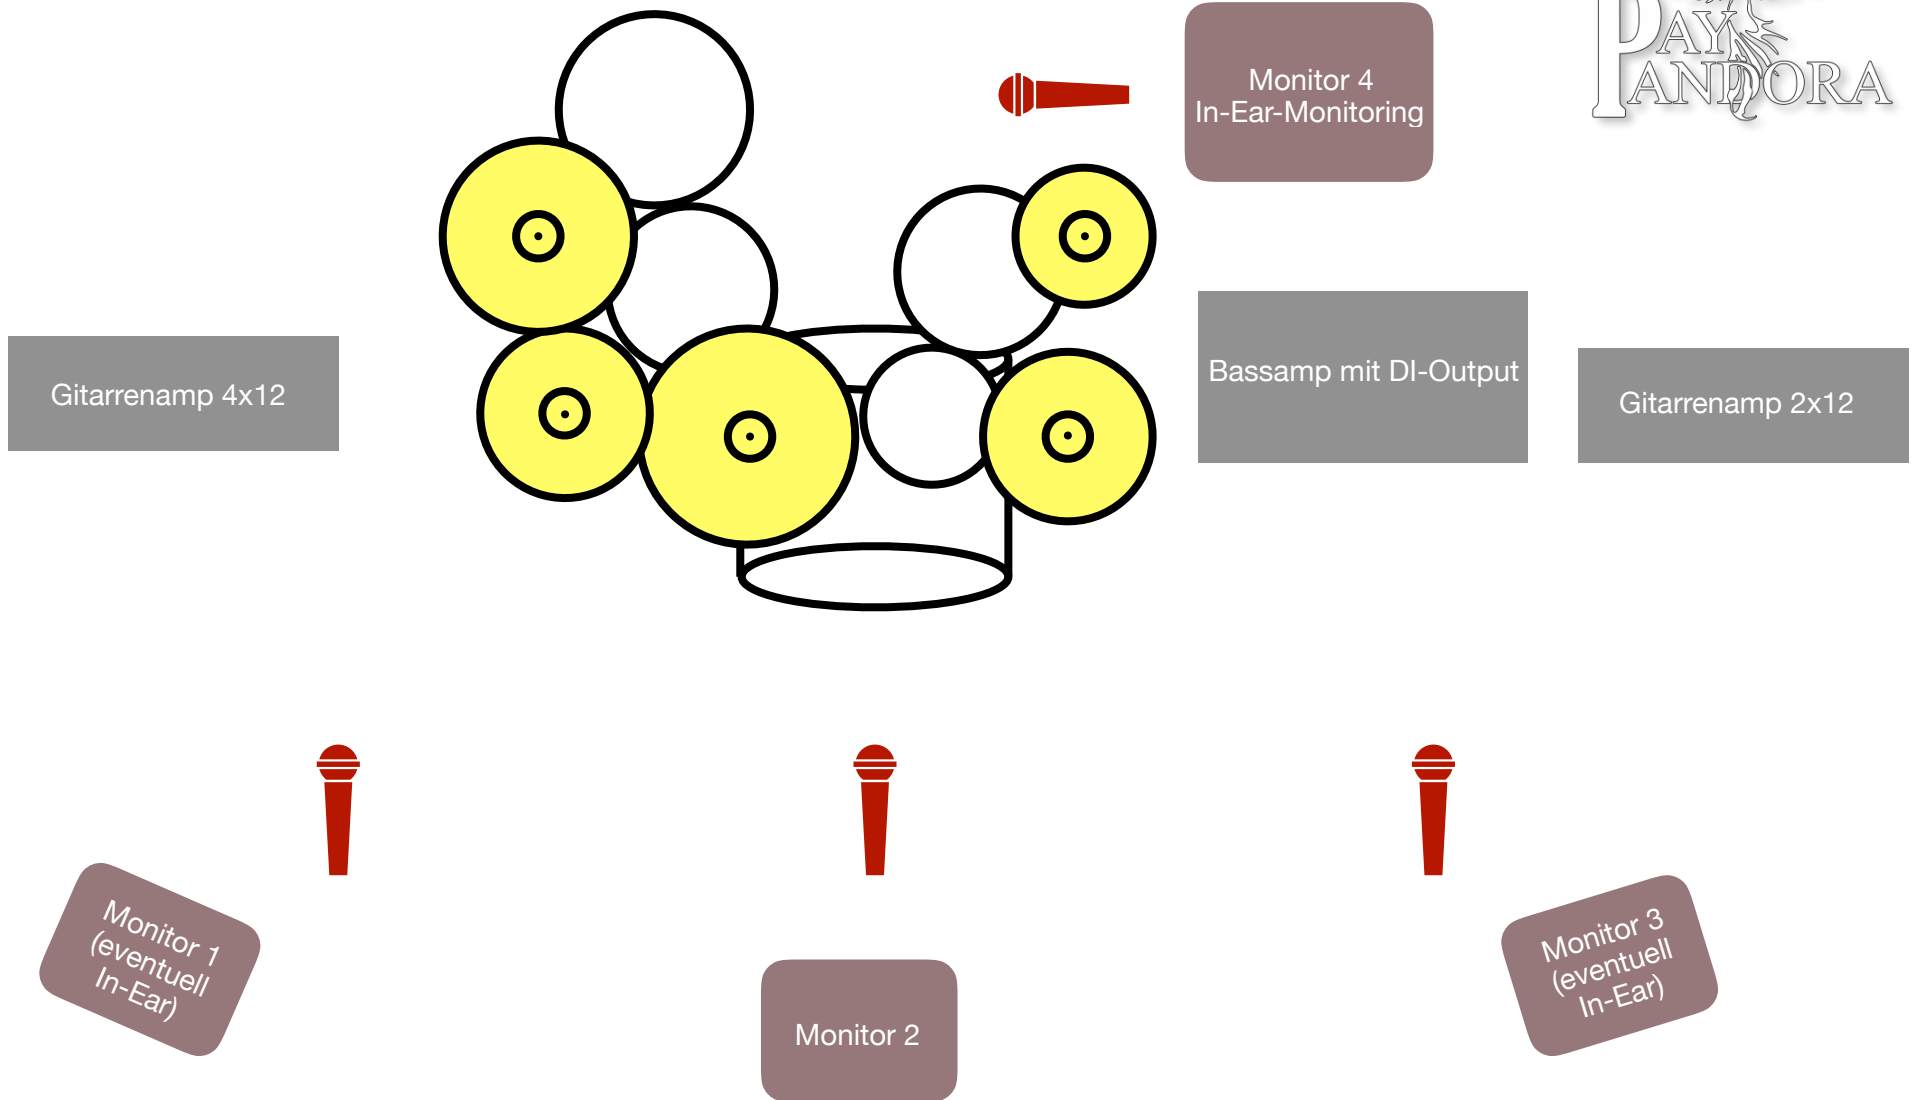 Monitor 4
In-Ear-Monitoring
PAY
PANDORA
Gitarrenamp 4x12
Bassamp mit DI-Output
Gitarrenamp 2x12
Monitor 1
(eventuell
In-Ear)
Monitor 2
Monitor 3
(eventuell
In-Ear)